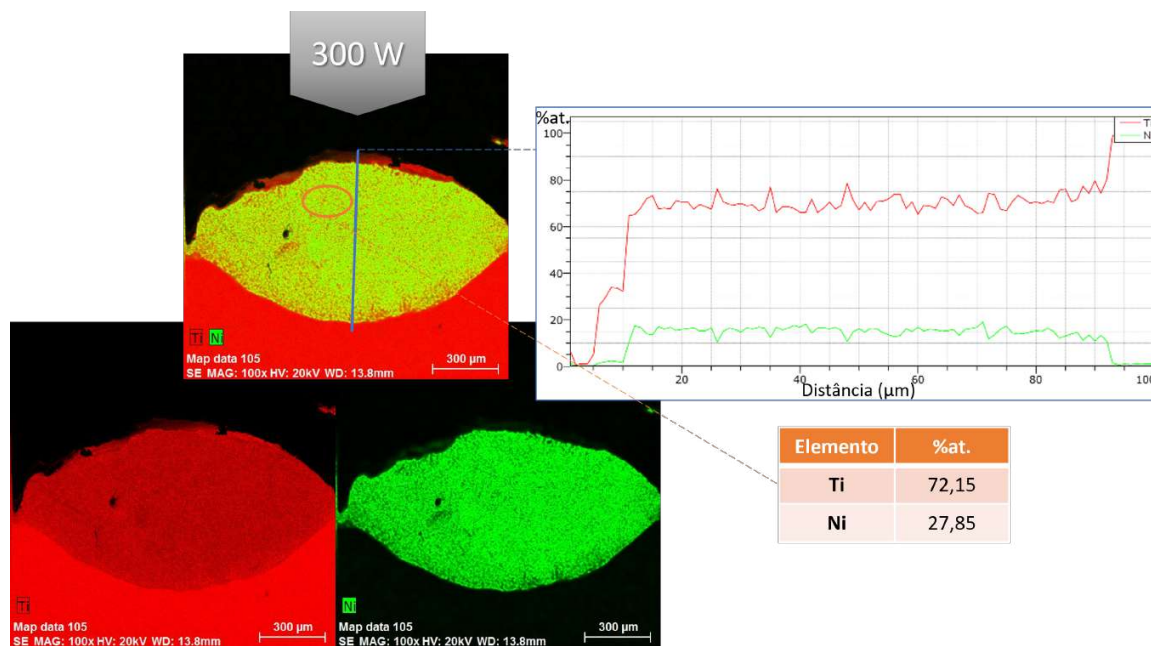 300 W
Ti Ni
Map data 105
SE MAG: 100x HV: 20kV WD: 13.8mm
300 µm
%at.
100
80
60
40
20
0
20
40
60
80
100
Distância (µm)
Ti
Map data 105
SE MAG: 100x HV: 20kV WD: 13.8mm
300 µm
Ni
Map data 105
SE MAG: 100x HV: 20kV WD: 13.8mm
300 µm
Elemento %at.
Ti 72,15
Ni 27,85